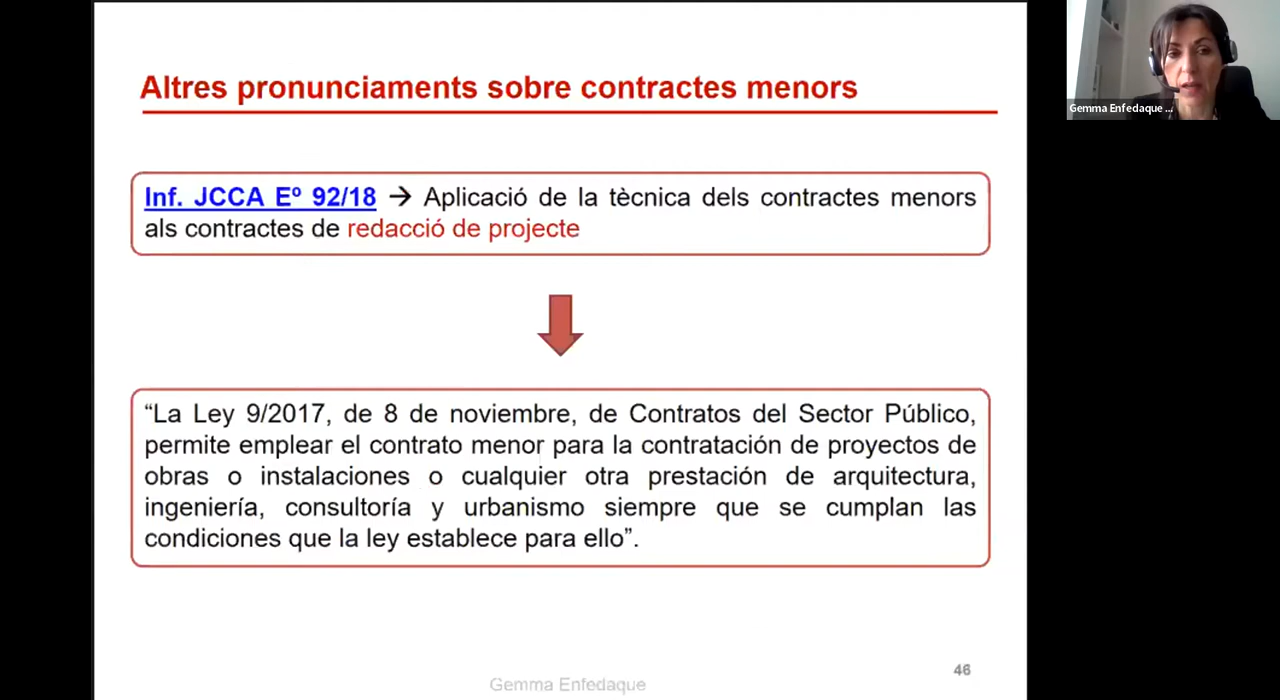 Altres pronunciaments sobre contractes menors
Gemma Enfedaque ...
Inf. JCCA Eº 92/18 → Aplicació de la tècnica dels contractes menors
als contractes de redacció de projecte
“La Ley 9/2017, de 8 de noviembre, de Contratos del Sector Público,
permite emplear el contrato menor para la contratación de proyectos de
obras o instalaciones o cualquier otra prestación de arquitectura,
ingeniería, consultoría y urbanismo siempre que se cumplan las
condiciones que la ley establece para ello”.
46
Gemma Enfedaque